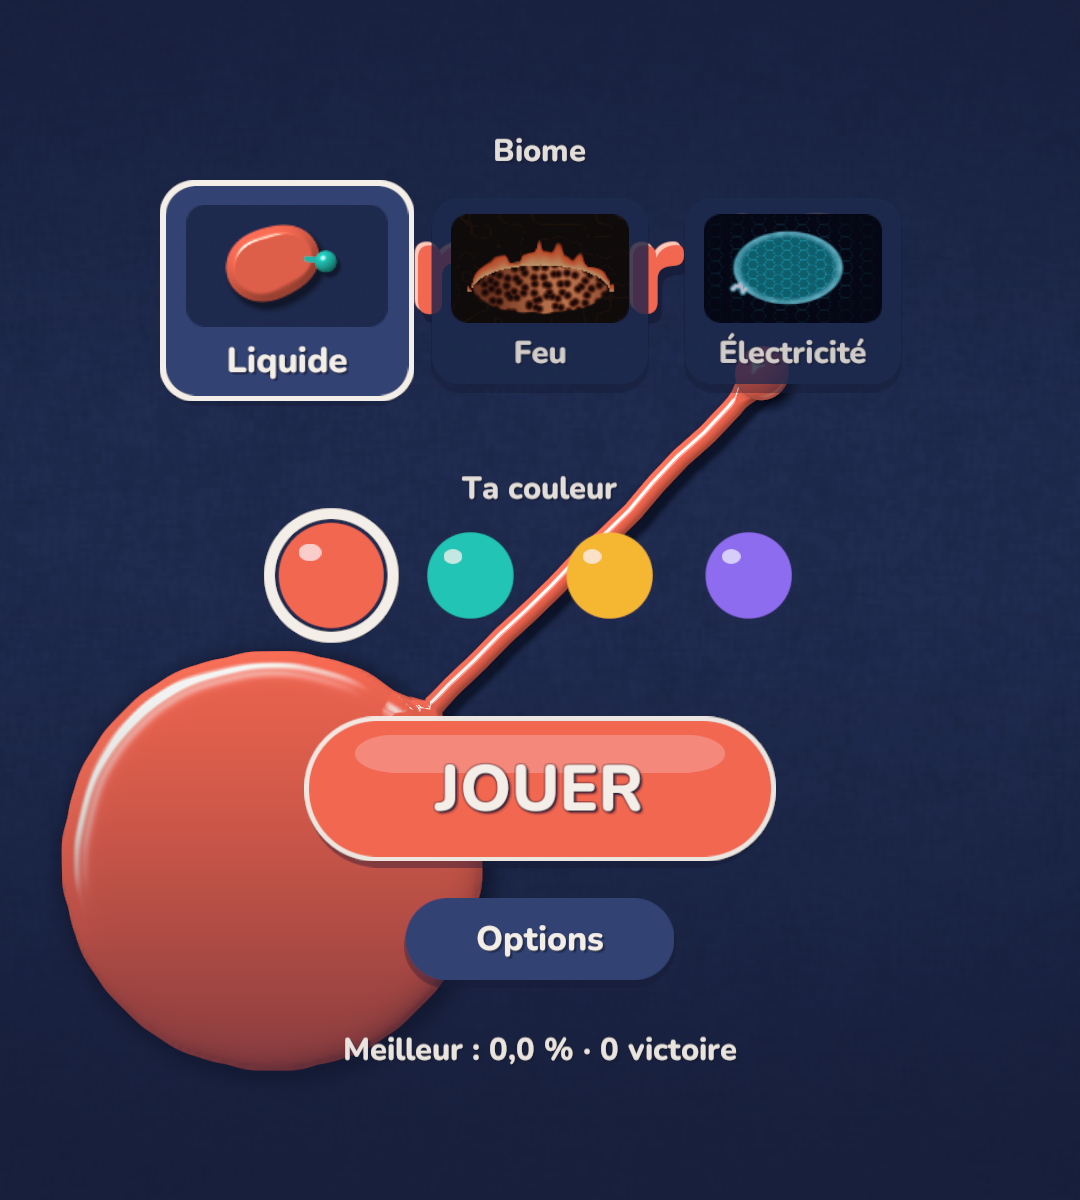 Biome
Liquide
Feu
Électricité
Ta couleur
JOUER
Options
Meilleur : 0,0 % · 0 victoire